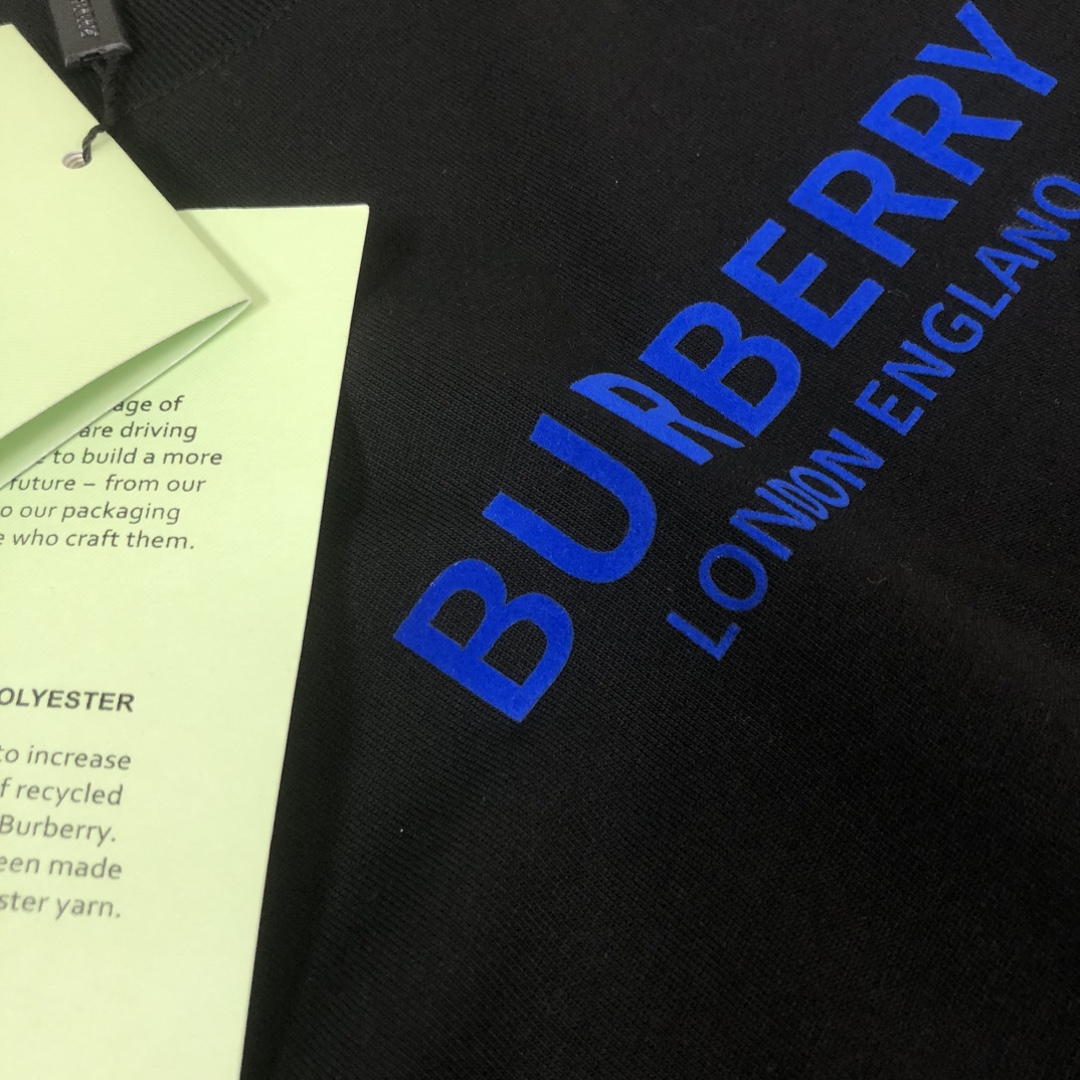 BURBERRY
LONDON ENGLAND
age of
are driving
to build a more
future – from our
o our packaging
e who craft them.
OLYESTER
to increase
f recycled
Burberry.
een made
ster yarn.